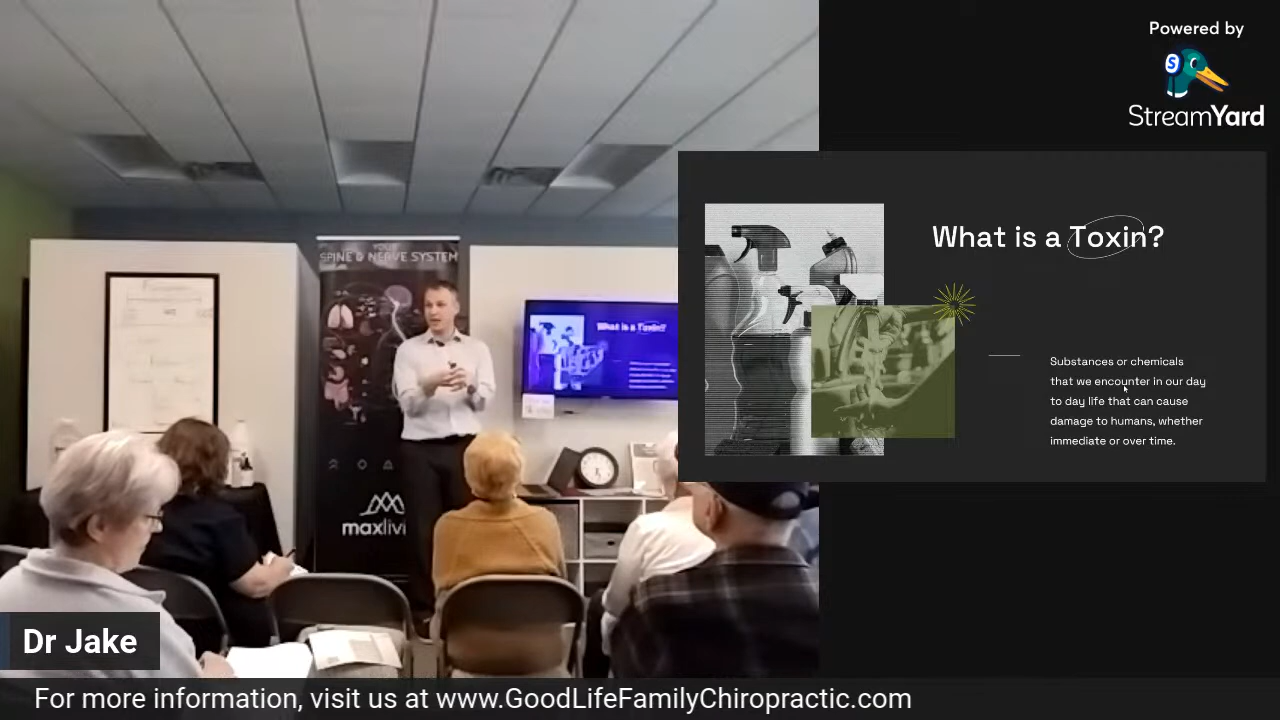 Powered by
StreamYard
What is a Toxin?
Substances or chemicals
that we encounter in our day
to day life that can cause
damage to humans, whether
immediate or over time.
YOUR
SPINE & NERVE SYSTEM
What is a Toxin?
maxlivi
Dr Jake
For more information, visit us at www.GoodLifeFamilyChiropractic.com